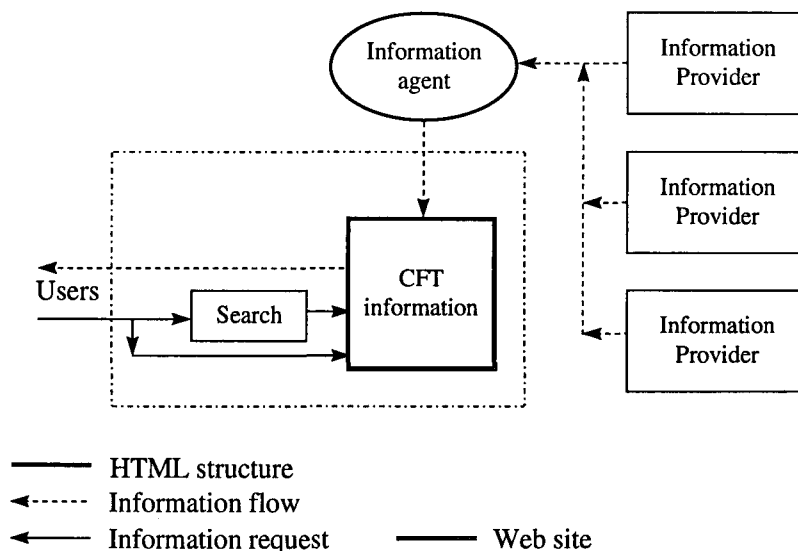 Information
agent
Information
Provider
Information
Provider
Information
Provider
CFT
information
Users
Search
HTML structure
Information flow
Information request
Web site